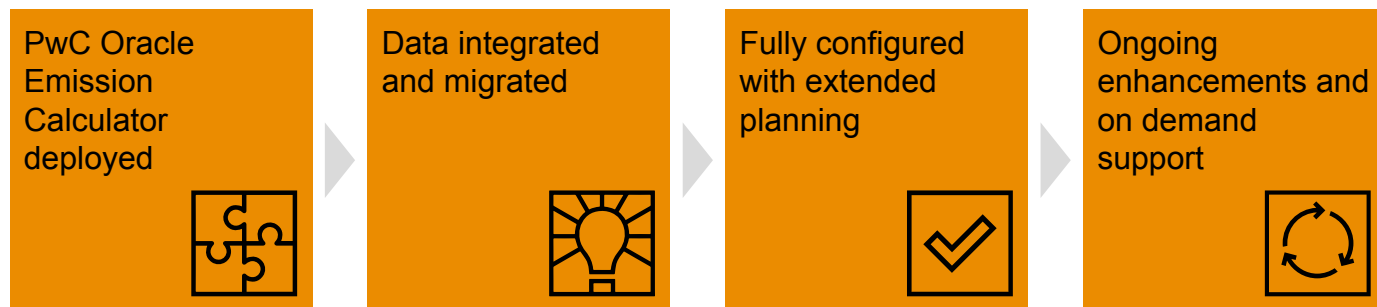 PwC Oracle
Emission
Calculator
deployed
Data integrated
and migrated
Fully configured
with extended
planning
Ongoing
enhancements and
on demand
support